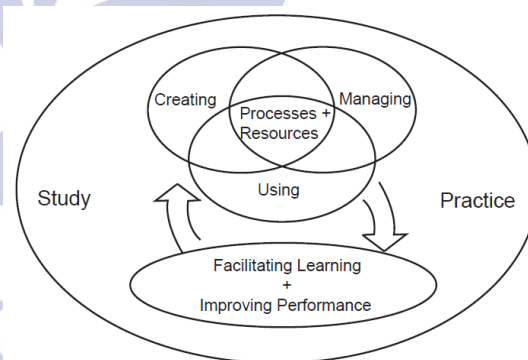 Creating
Managing
Processes +
Resources
Using
Study
Practice
Facilitating Learning
+
Improving Performance